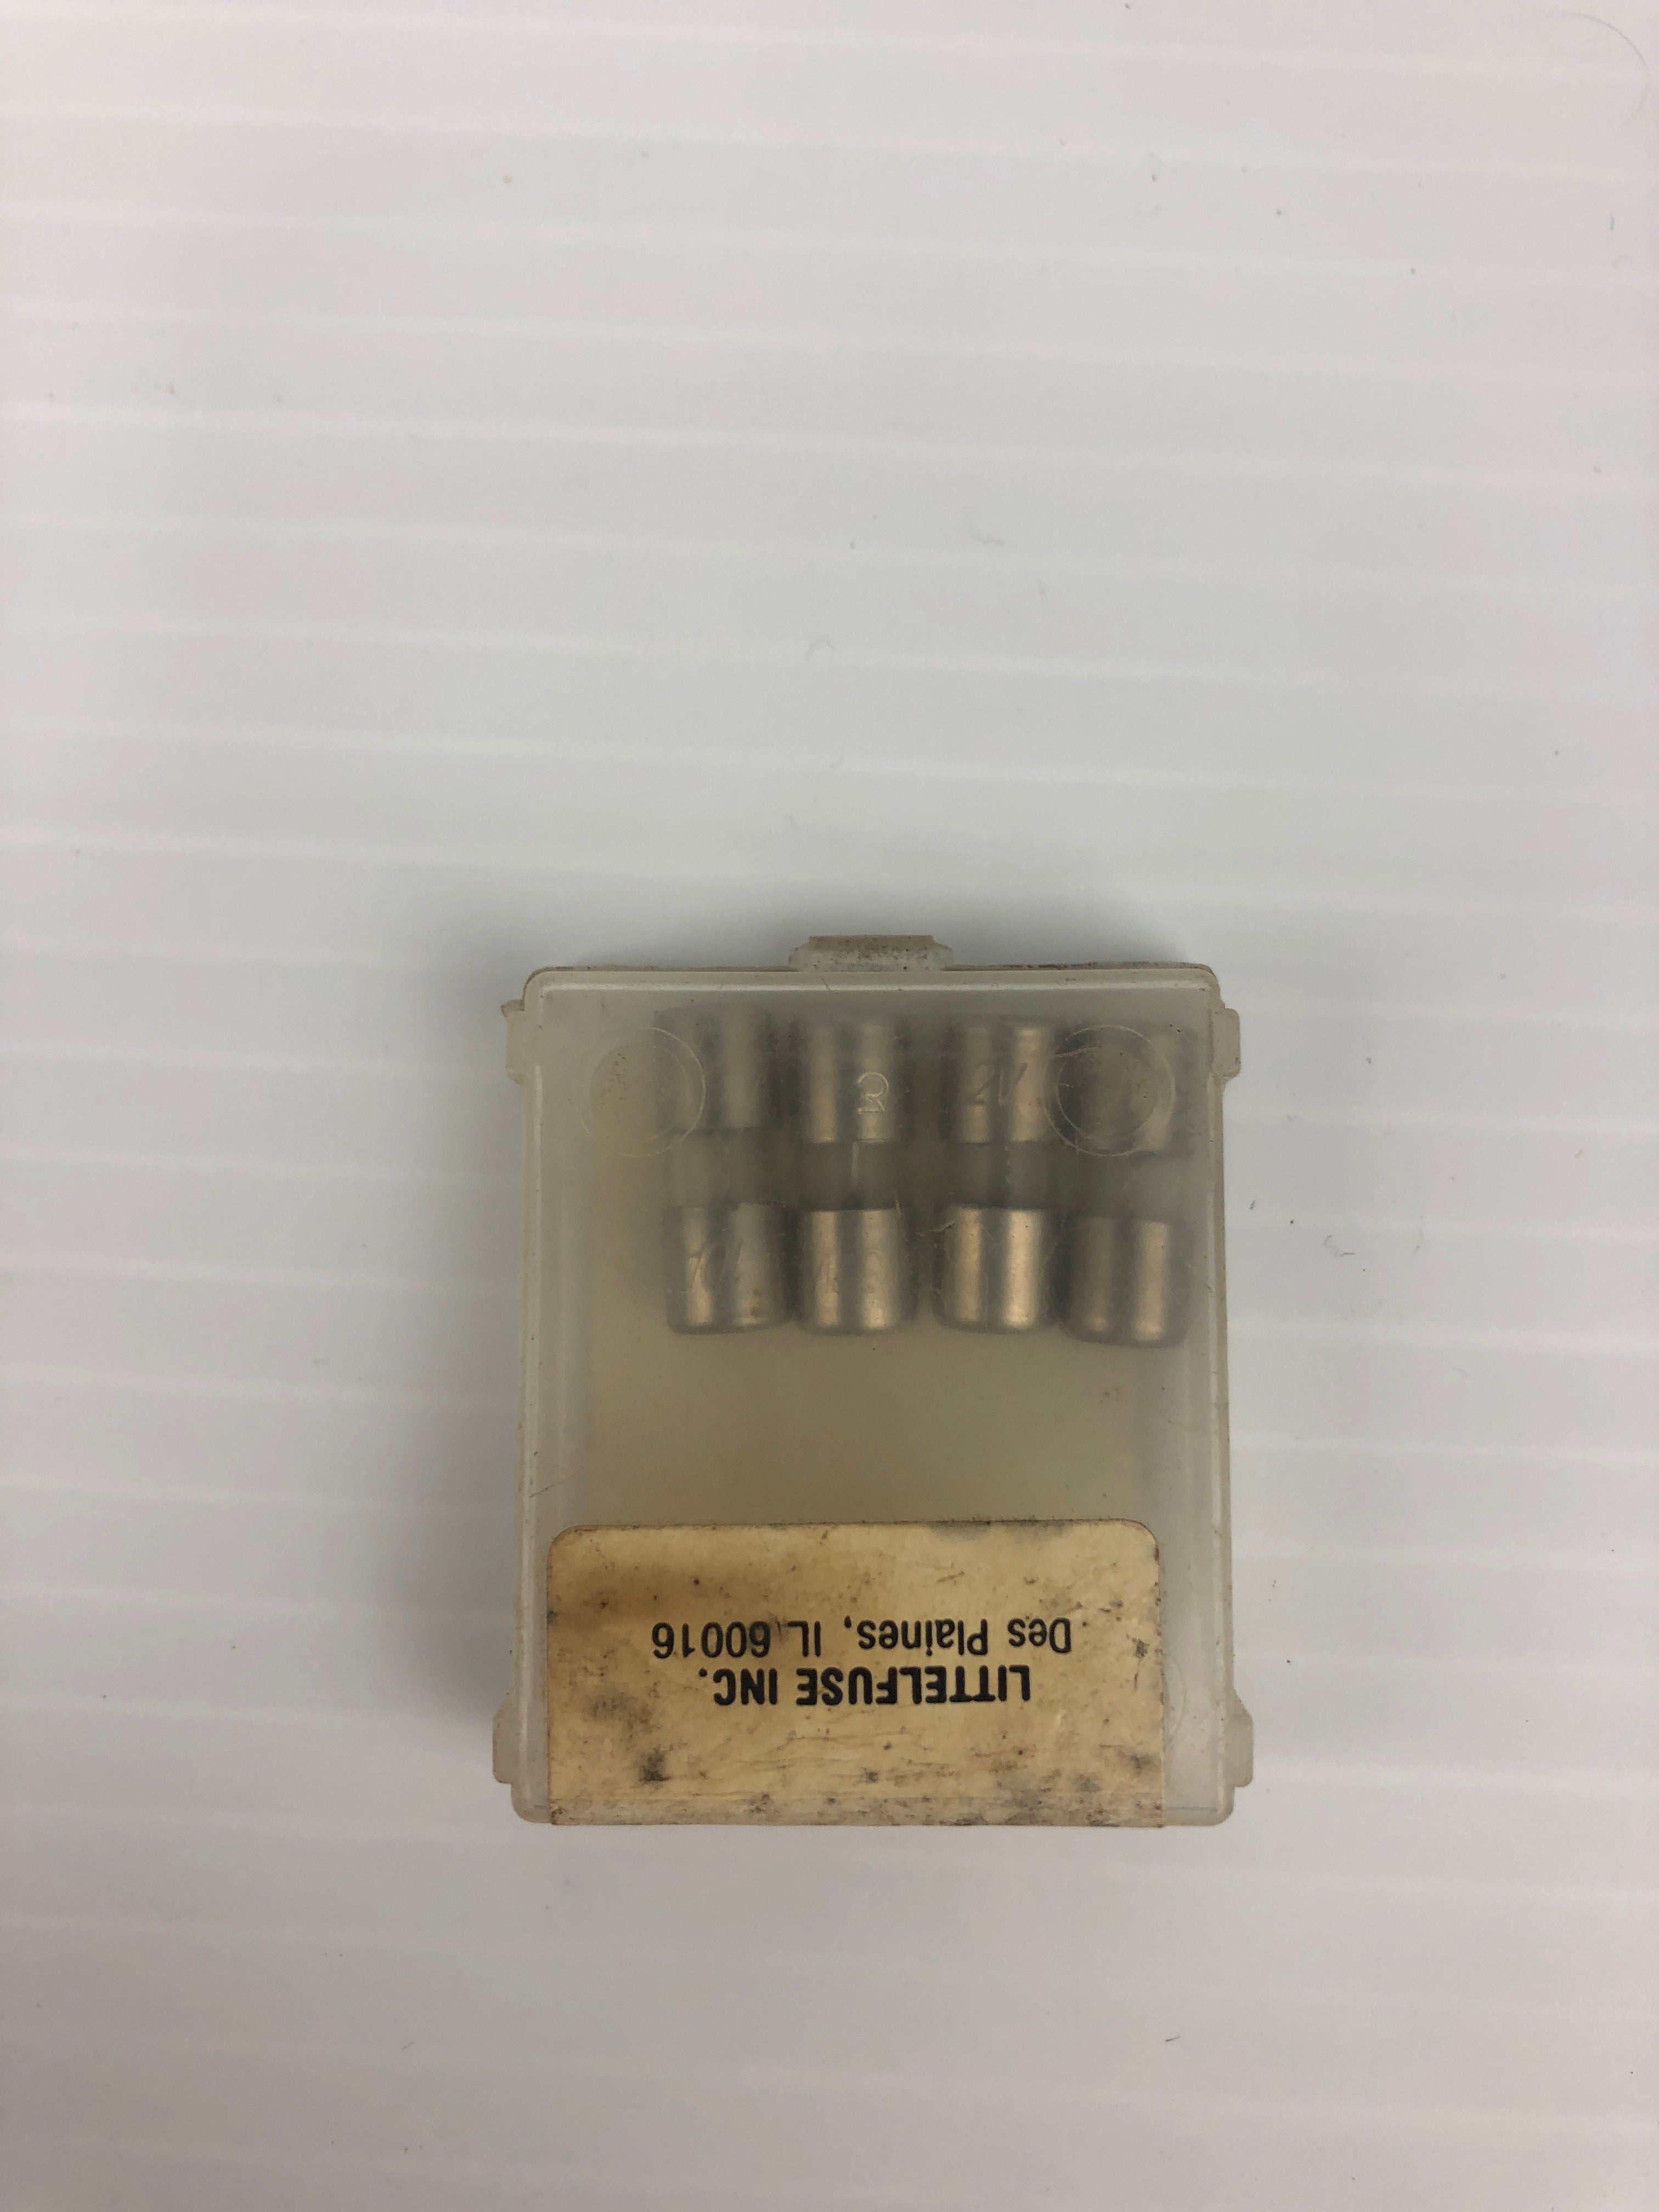 LITTELFUSE INC.
Des Plaines, IL 60016